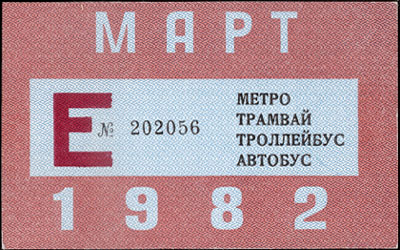 МАРТ
Е № 202056
МЕТРО
ТРАМВАЙ
ТРОЛЛЕЙБУС
АВТОБУС
1982